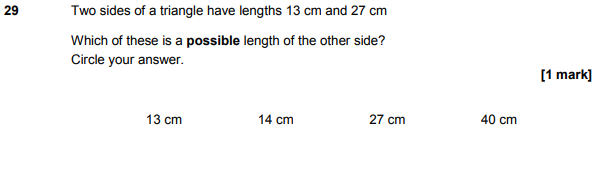 29 Two sides of a triangle have lengths 13 cm and 27 cm
Which of these is a possible length of the other side?
Circle your answer.
[1 mark]
13 cm 14 cm 27 cm 40 cm